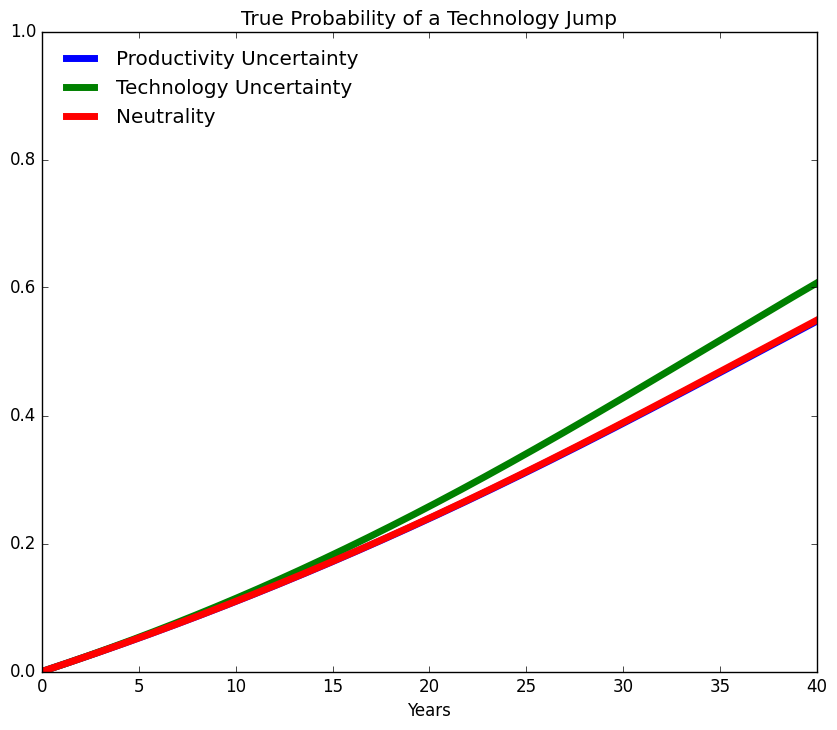 True Probability of a Technology Jump
1.0
Productivity Uncertainty
Technology Uncertainty
Neutrality
0.8
0.6
0.4
0.2
0.0
0 5 10 15 20 25 30 35 40
Years